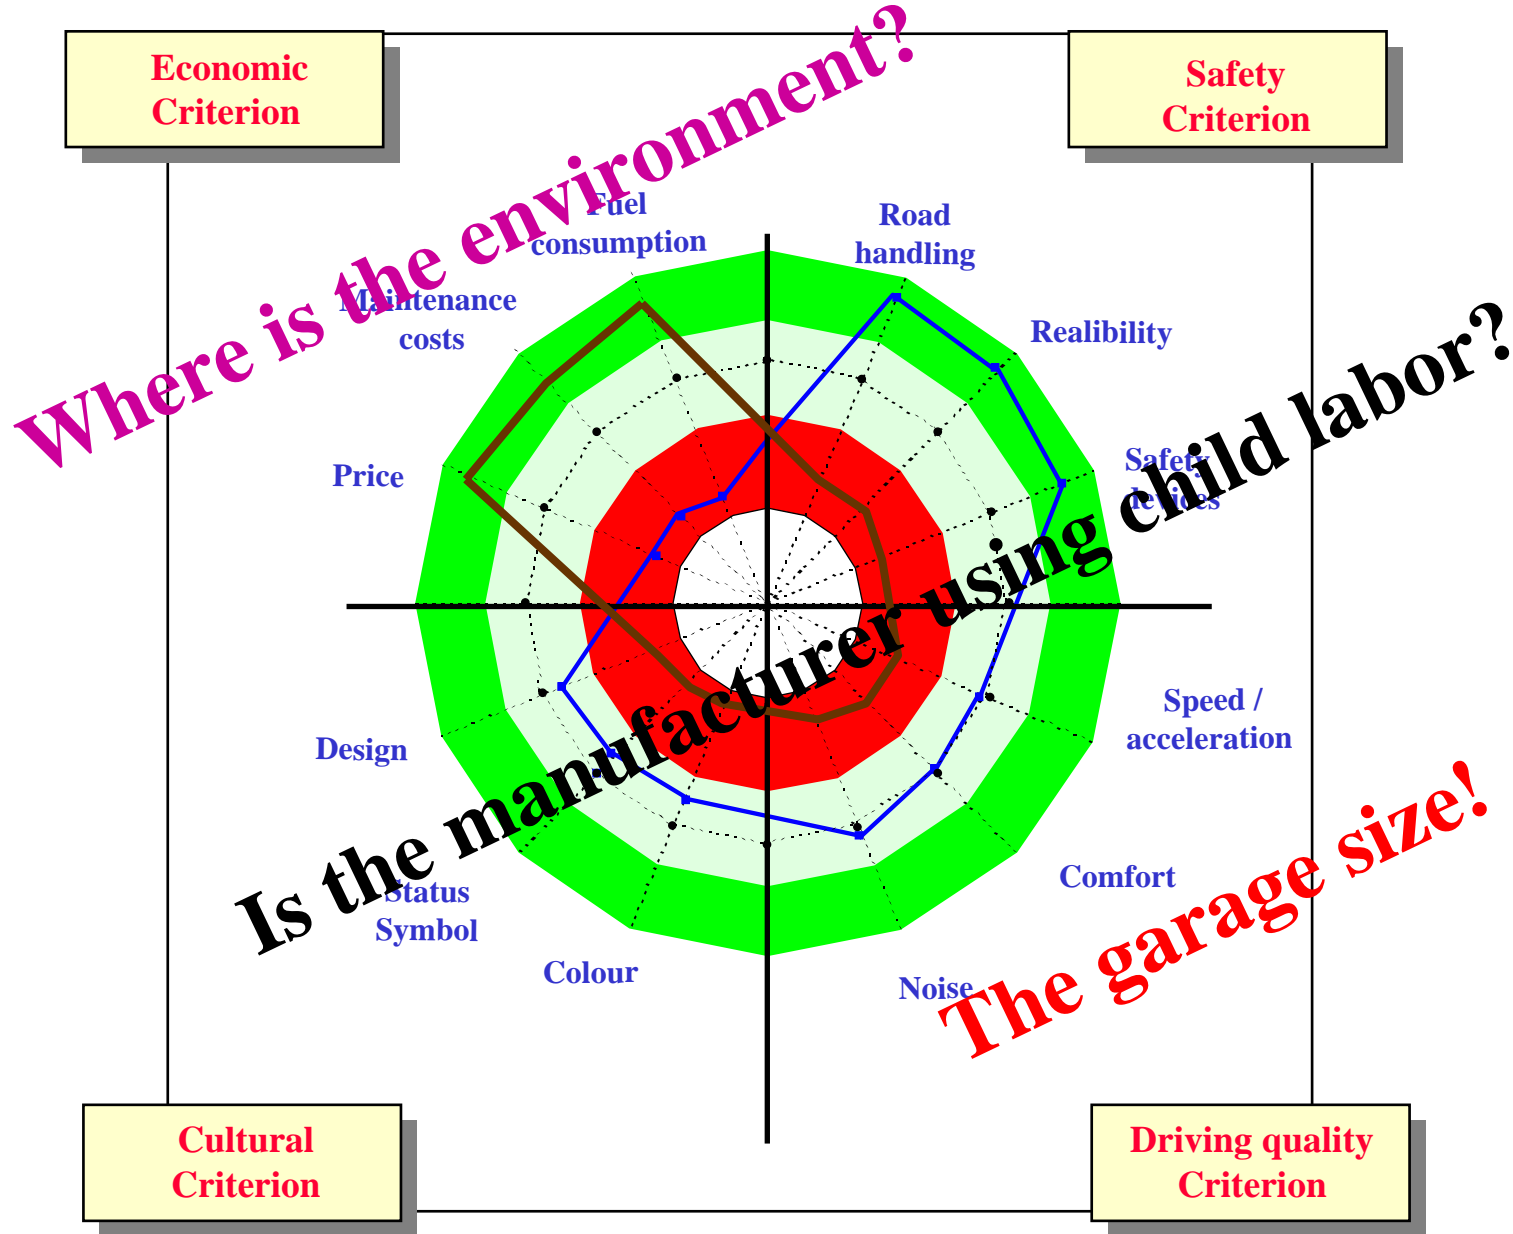 Economic
Criterion
Safety
Criterion
Where is the environment?
Fuel
consumption
Road
handling
Maintenance
costs
Realibility
Price
Safety
devices
Is the manufacturer using child labor?
Design
Speed /
acceleration
Status
Symbol
Comfort
Colour
Noise
The garage size!
Cultural
Criterion
Driving quality
Criterion